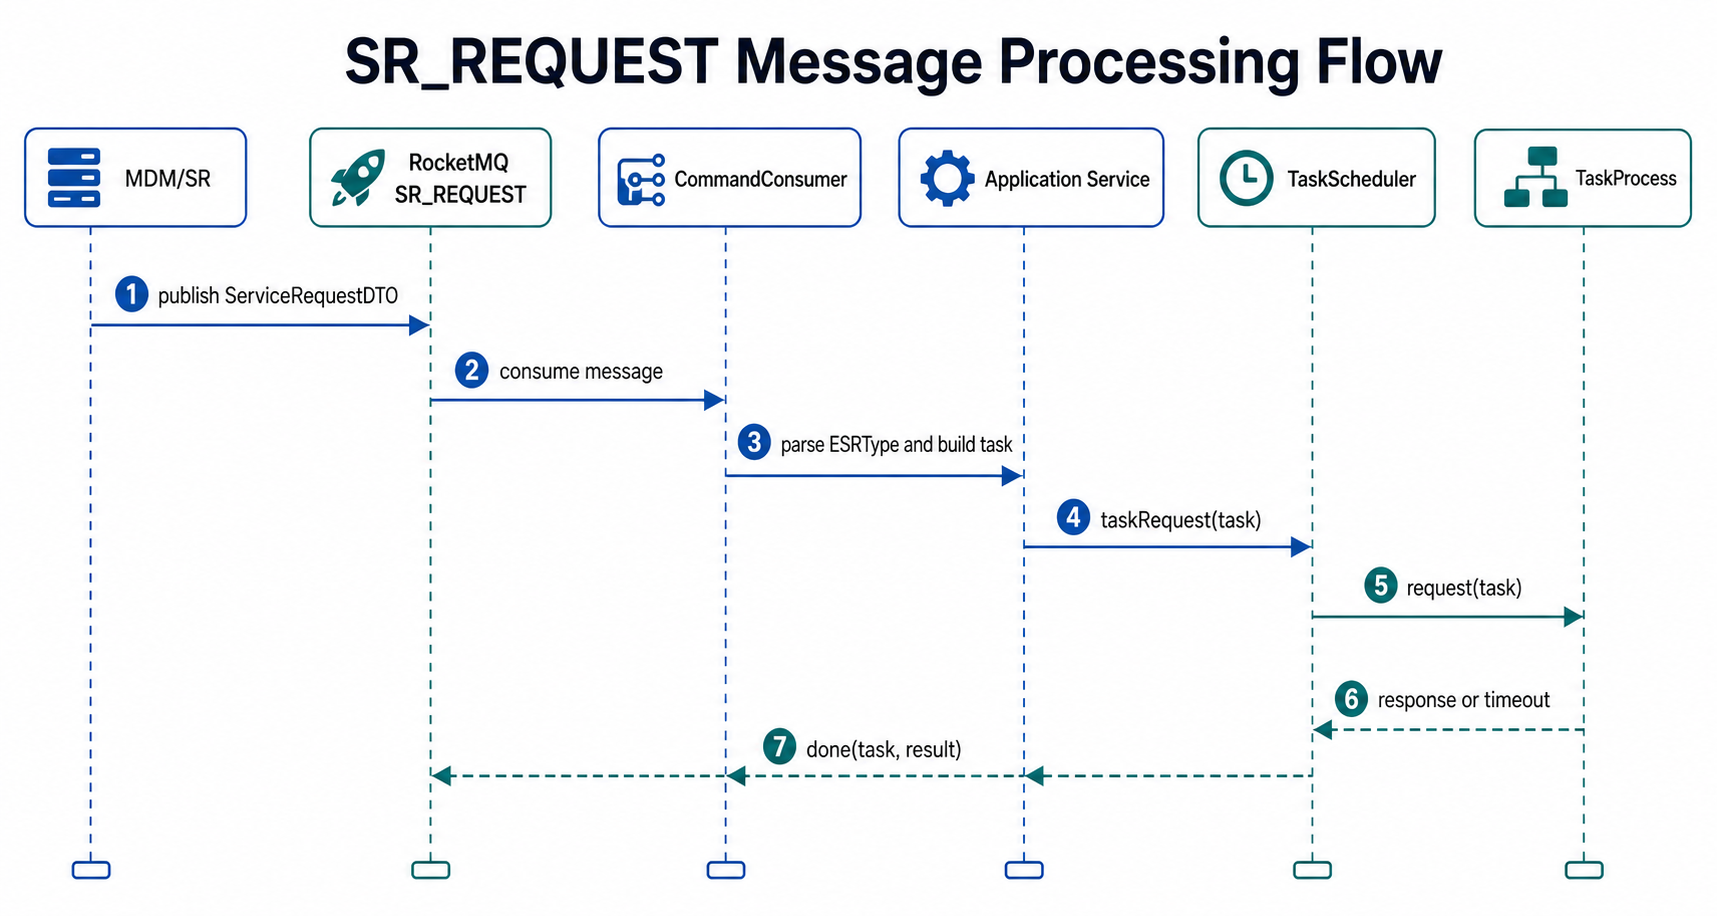 SR_REQUEST Message Processing Flow
MDM/SR
RocketMQ
SR_REQUEST
CommandConsumer
Application Service
TaskScheduler
TaskProcess
1 publish ServiceRequestDTO
2 consume message
3 parse ESRType and build task
4 taskRequest(task)
5 request(task)
6 response or timeout
7 done(task, result)